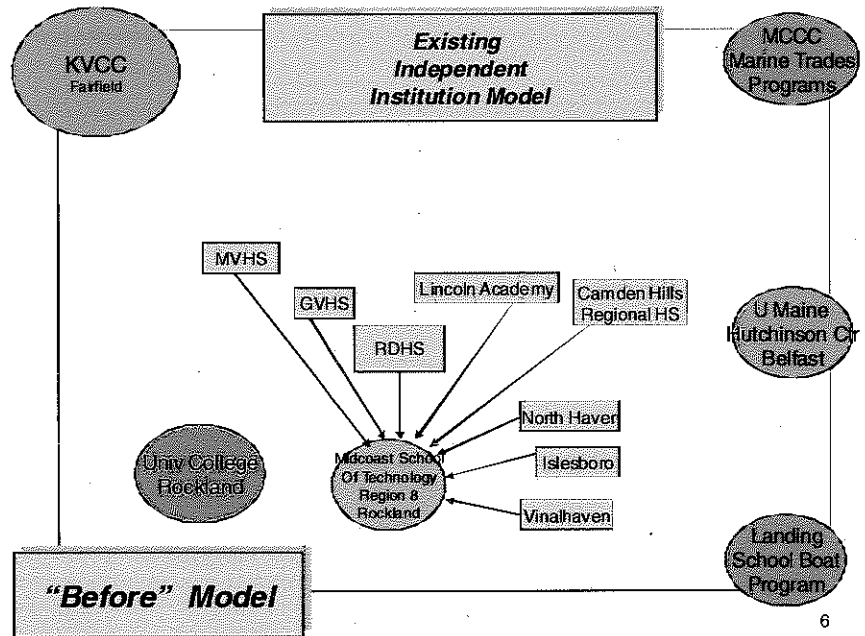 KVCC
Fairfield
Existing
Independent
Institution Model
MCCC
Marine Trades
Programs
MVHS
GVHS
RDHS
Lincoln Academy
Camden Hills
Regional HS
U Maine
Hutchinson Ctr
Belfast
North Haven
Islesboro
Vinalhaven
Midcoast School
Of Technology
Region 8
Rockland
Univ College
Rockland
Landing
School Boat
Program
"Before" Model
6